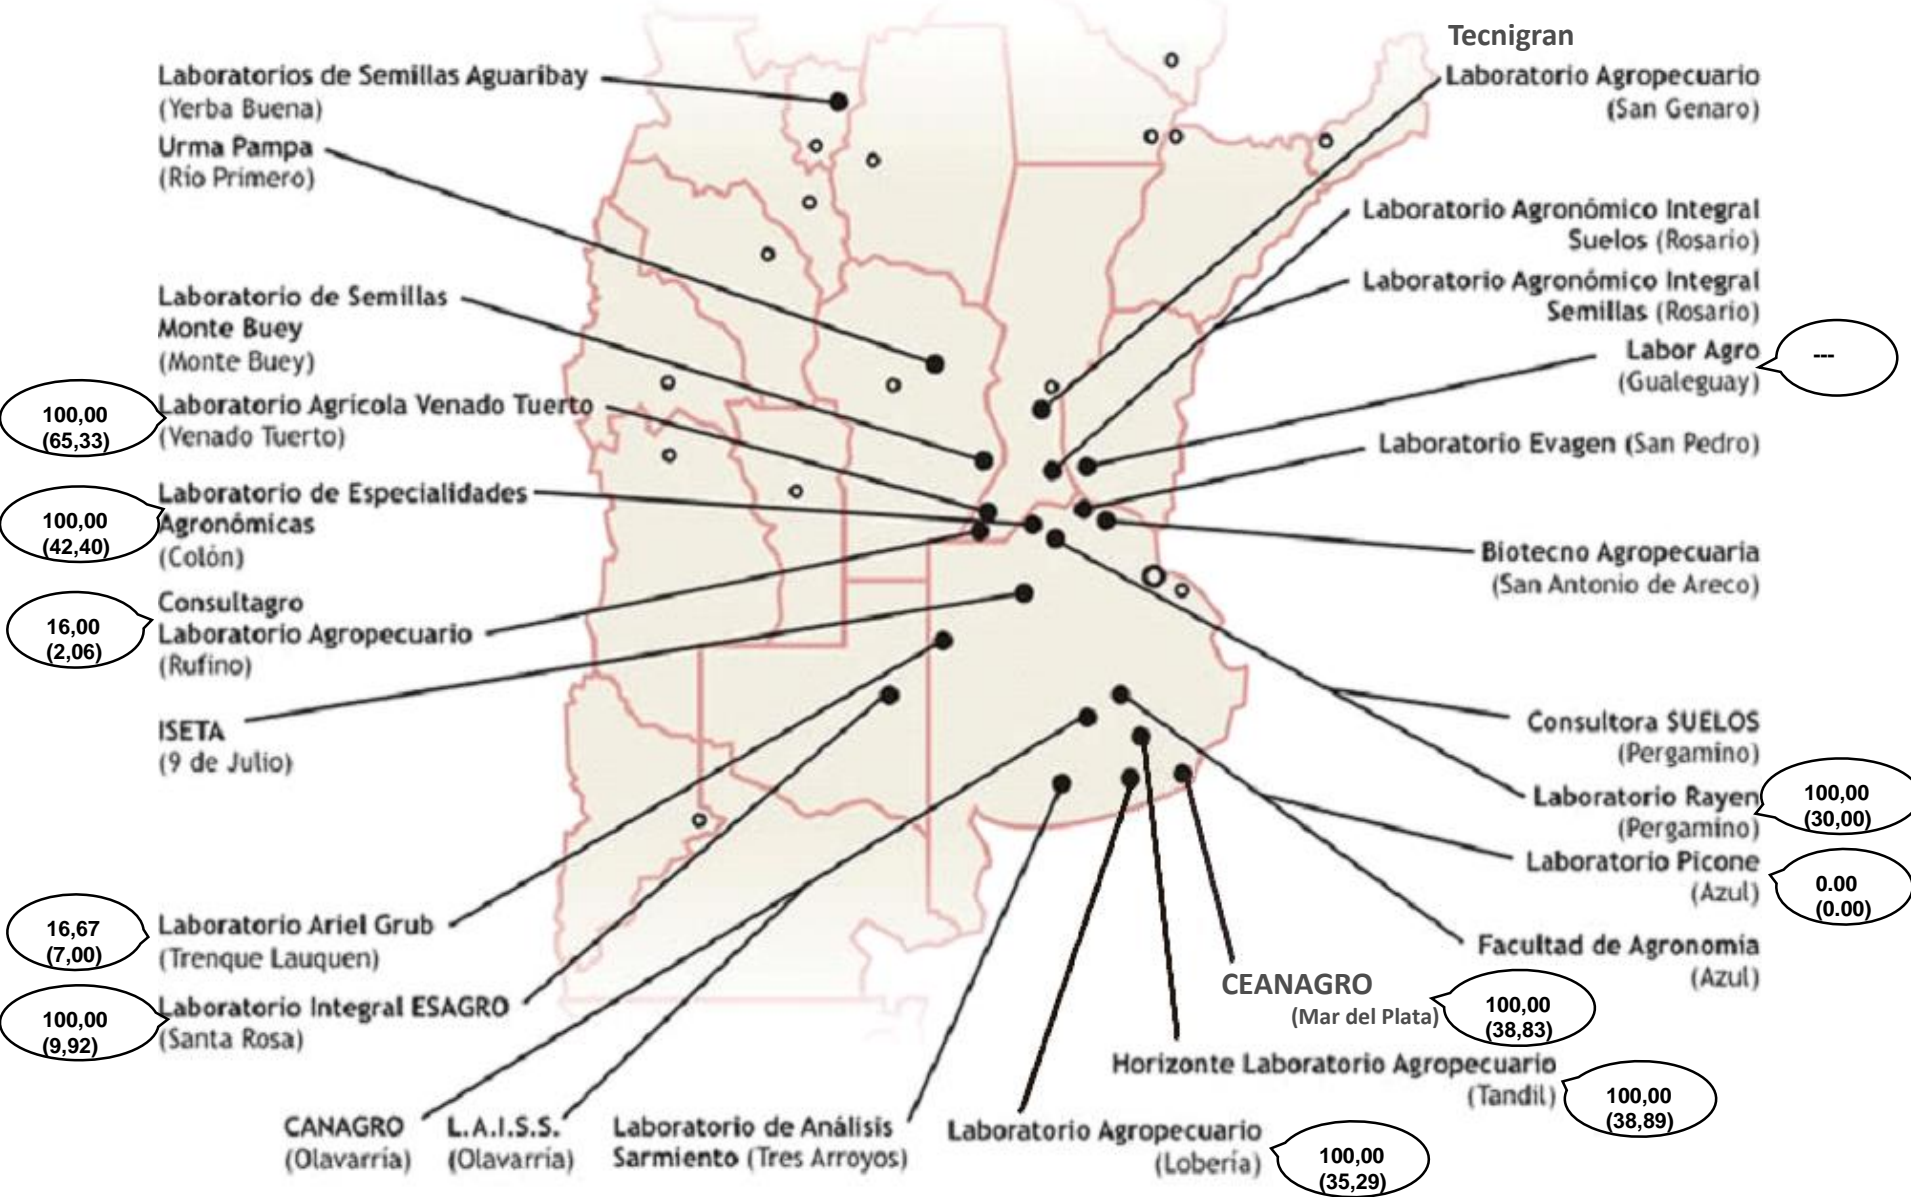 Laboratorios de Semillas Aguaribay
(Yerba Buena)
Urma Pampa
(Río Primero)
Laboratorio de Semillas
Monte Buey
(Monte Buey)
100,00
(65,33)
Laboratorio Agrícola Venado Tuerto
(Venado Tuerto)
100,00
(42,40)
Laboratorio de Especialidades
Agronómicas
(Colón)
16,00
(2,06)
Consultagro
Laboratorio Agropecuario
(Rufino)
ISETA
(9 de Julio)
16,67
(7,00)
Laboratorio Ariel Grub
(Trenque Lauquen)
100,00
(9,92)
Laboratorio Integral ESAGRO
(Santa Rosa)
CANAGRO
(Olavarría)
L.A.I.S.S.
(Olavarría)
Laboratorio de Análisis
Sarmiento (Tres Arroyos)
Laboratorio Agropecuario
(Lobería)
100,00
(35,29)
Horizonte Laboratorio Agropecuario
(Tandil)
100,00
(38,89)
CEANAGRO
(Mar del Plata)
100,00
(38,83)
Tecnigran
Laboratorio Agropecuario
(San Genaro)
Laboratorio Agronómico Integral
Suelos (Rosario)
Laboratorio Agronómico Integral
Semillas (Rosario)
Labor Agro
(Gualeguay)
---
Laboratorio Evagen (San Pedro)
Biotecno Agropecuaria
(San Antonio de Areco)
Consultora SUELOS
(Pergamino)
Laboratorio Rayen
(Pergamino)
100,00
(30,00)
Laboratorio Picone
(Azul)
0.00
(0.00)
Facultad de Agronomía
(Azul)